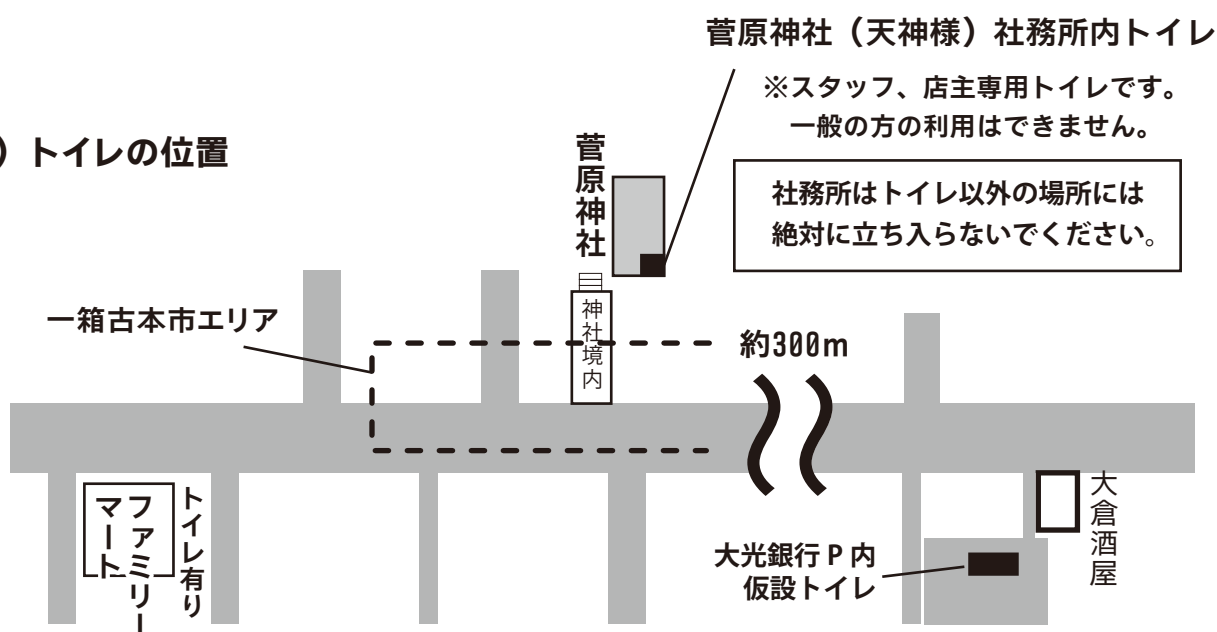 菅原神社（天神様）社務所内トイレ
※スタッフ、店主専用トイレです。
一般の方の利用はできません。
）トイレの位置
菅原神社
社務所はトイレ以外の場所には
絶対に立ち入らないでください。
一箱古本市エリア
神社境内
約300m
ファミリー
マート
トイレ有り
大光銀行 P 内
仮設トイレ
大倉酒屋